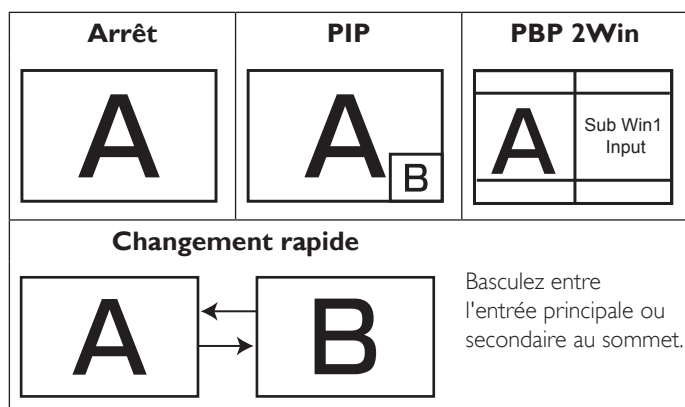 Arrêt PIP PBP 2Win
A A B A Sub Win1
Input
Changement rapide
A B Basculez entre
l'entrée principale ou
secondaire au sommet.